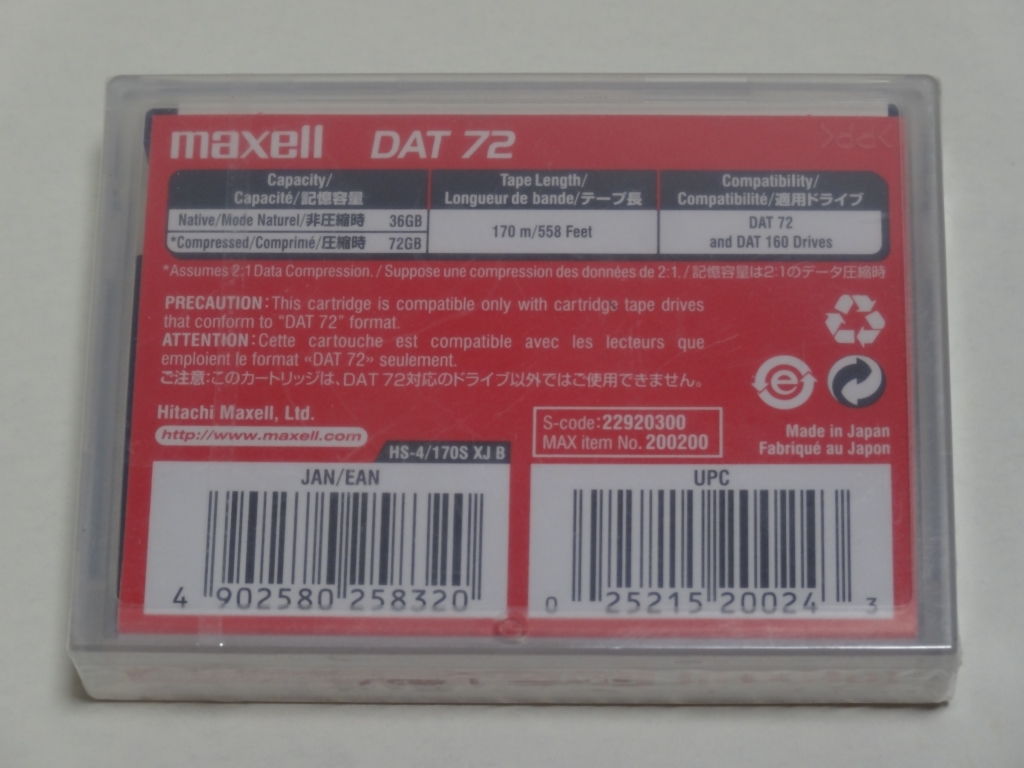 maxell DAT 72
Capacity/
Capacité/記憶容量
Tape Length/
Longueur de bande/テープ長
Compatibility/
Compatibilité/適用ドライブ
Native/Mode Naturel/非圧縮時 36GB
*Compressed/Comprimé/圧縮時 72GB
170 m/558 Feet
DAT 72
and DAT 160 Drives
*Assumes 2:1 Data Compression. / Suppose une compression des données de 2:1. / 記憶容量は2:1のデータ圧縮時
PRECAUTION: This cartridge is compatible only with cartridge tape drives
that conform to "DAT 72" format.
ATTENTION: Cette cartouche est compatible avec les lecteurs que
emploient le format «DAT 72» seulement.
ご注意:このカートリッジは、DAT 72対応のドライブ以外ではご使用できません。
Hitachi Maxell, Ltd.
http://www.maxell.com
HS-4/170S XJ B
S-code: 22920300
MAX item No. 200200
Made in Japan
Fabriqué au Japon
JAN/EAN
4 902580 258320
UPC
0 25215 20024 3